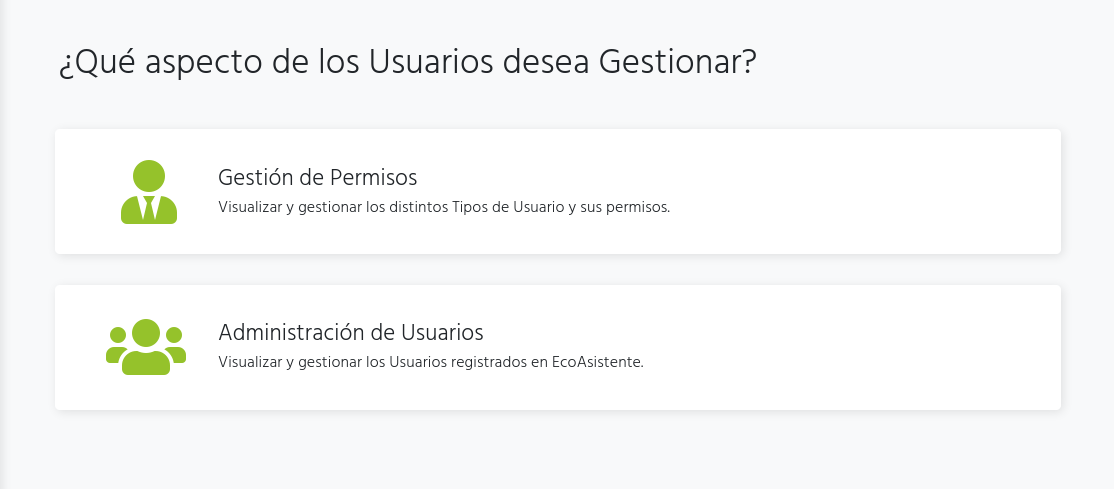 ¿Qué aspecto de los Usuarios desea Gestionar?
Gestión de Permisos
Visualizar y gestionar los distintos Tipos de Usuario y sus permisos.
Administración de Usuarios
Visualizar y gestionar los Usuarios registrados en EcoAsistente.